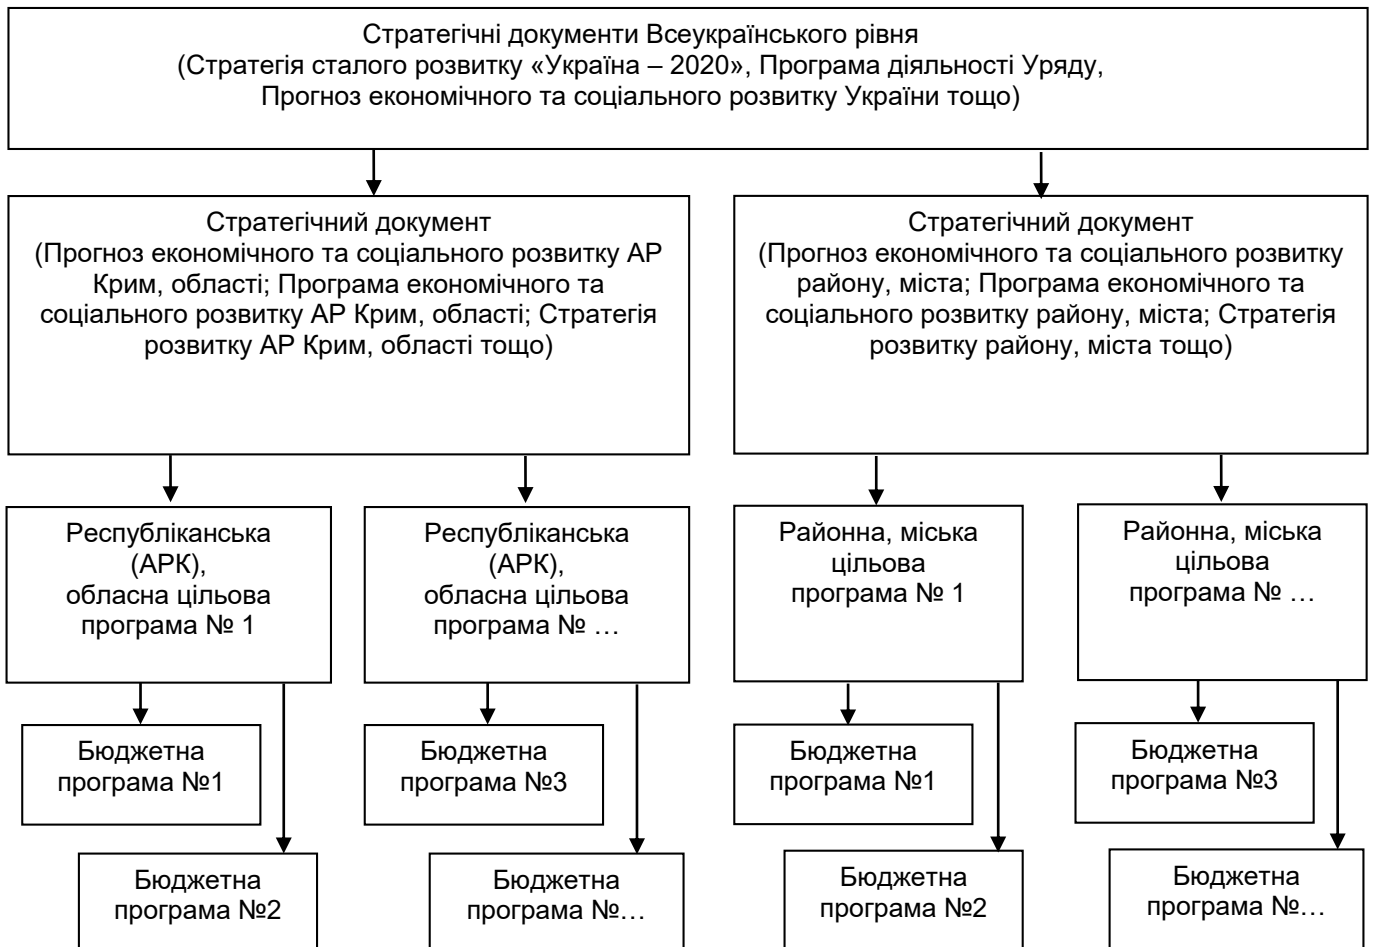 Стратегічні документи Всеукраїнського рівня
(Стратегія сталого розвитку «Україна – 2020», Програма діяльності Уряду,
Прогноз економічного та соціального розвитку України тощо)
Стратегічний документ
(Прогноз економічного та соціального розвитку АР
Крим, області; Програма економічного та
соціального розвитку АР Крим, області; Стратегія
розвитку АР Крим, області тощо)
Стратегічний документ
(Прогноз економічного та соціального розвитку
району, міста; Програма економічного та
соціального розвитку району, міста; Стратегія
розвитку району, міста тощо)
Республіканська
(АРК),
обласна цільова
програма № 1
Республіканська
(АРК),
обласна цільова
програма № …
Районна, міська
цільова
програма № 1
Районна, міська
цільова
програма № …
Бюджетна
програма №1
Бюджетна
програма №3
Бюджетна
програма №1
Бюджетна
програма №3
Бюджетна
програма №2
Бюджетна
програма №…
Бюджетна
програма №2
Бюджетна
програма №…